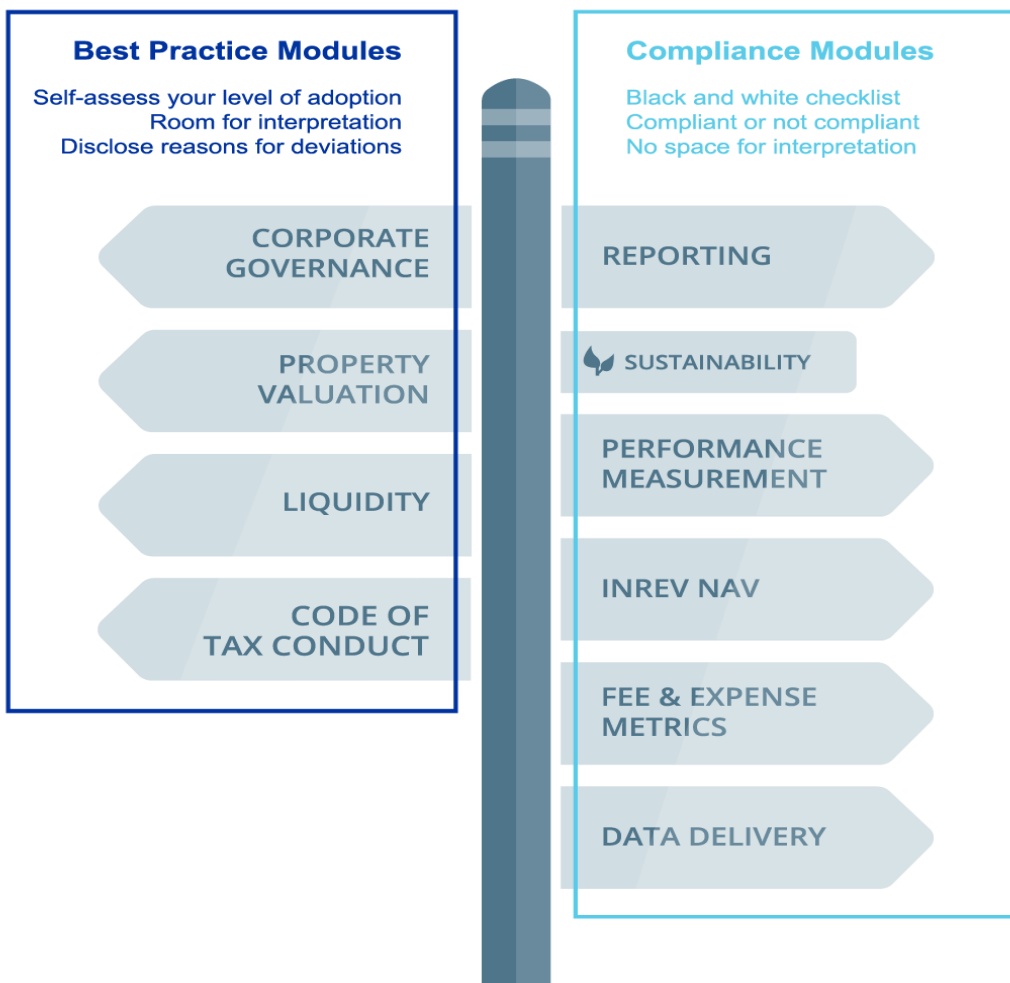 Best Practice Modules
Self-assess your level of adoption
Room for interpretation
Disclose reasons for deviations
CORPORATE
GOVERNANCE
PROPERTY
VALUATION
LIQUIDITY
CODE OF
TAX CONDUCT
Compliance Modules
Black and white checklist
Compliant or not compliant
No space for interpretation
REPORTING
SUSTAINABILITY
PERFORMANCE
MEASUREMENT
INREV NAV
FEE & EXPENSE
METRICS
DATA DELIVERY